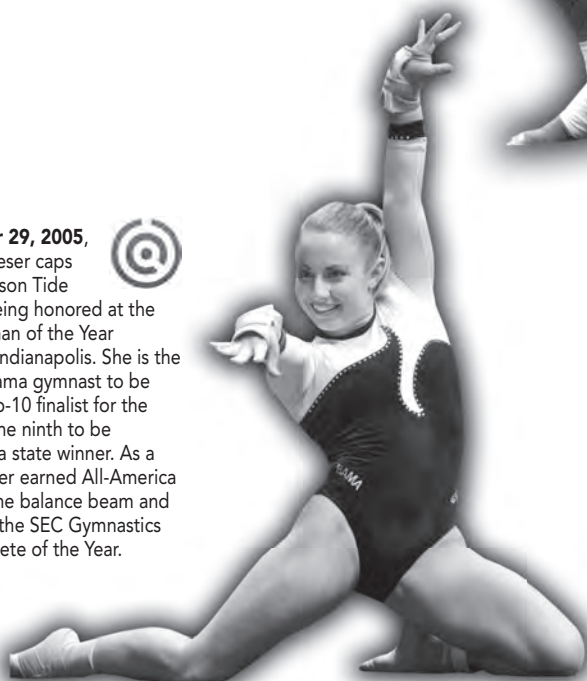 r 29, 2005,
eser caps
son Tide
eing honored at the
an of the Year
ndianapolis. She is the
ama gymnast to be
p-10 finalist for the
he ninth to be
a state winner. As a
er earned All-America
he balance beam and
the SEC Gymnastics
ete of the Year.
BAMA